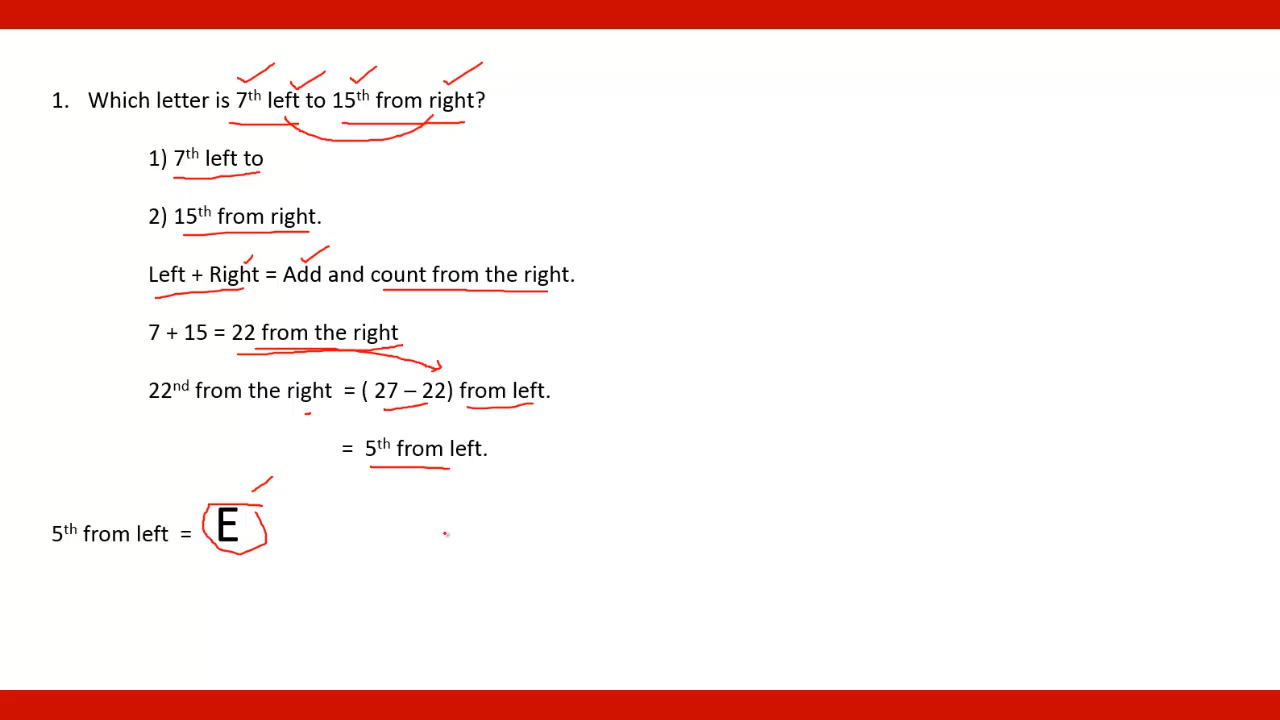 1. Which letter is 7th left to 15th from right?
1) 7th left to
2) 15th from right.
Left + Right = Add and count from the right.
7 + 15 = 22 from the right
22nd from the right = ( 27 – 22) from left.
= 5th from left.
5th from left = E